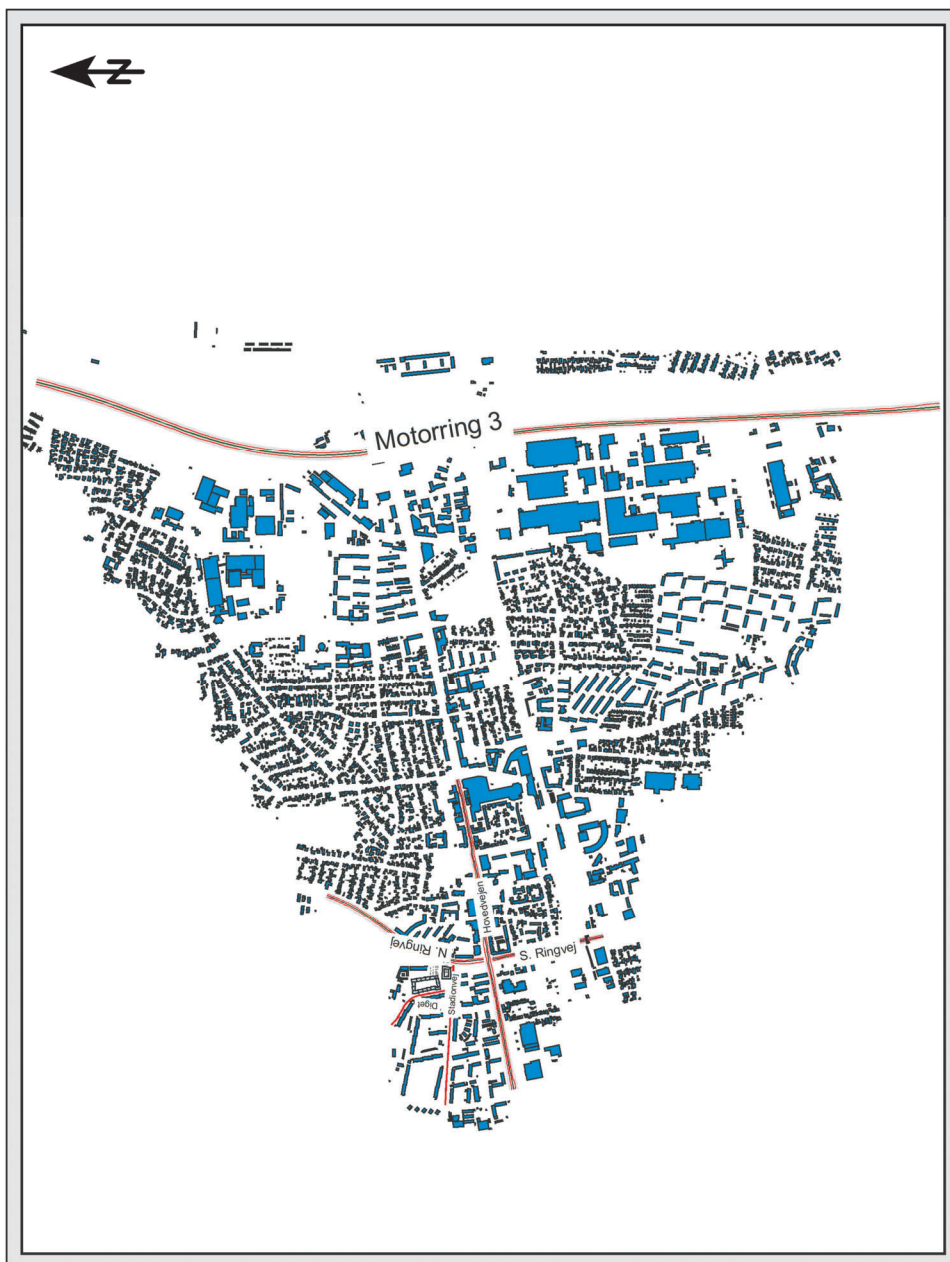 N
Motorring 3
Hovedvejen
N. Ringvej
S. Ringvej
Stadionvej
Diget